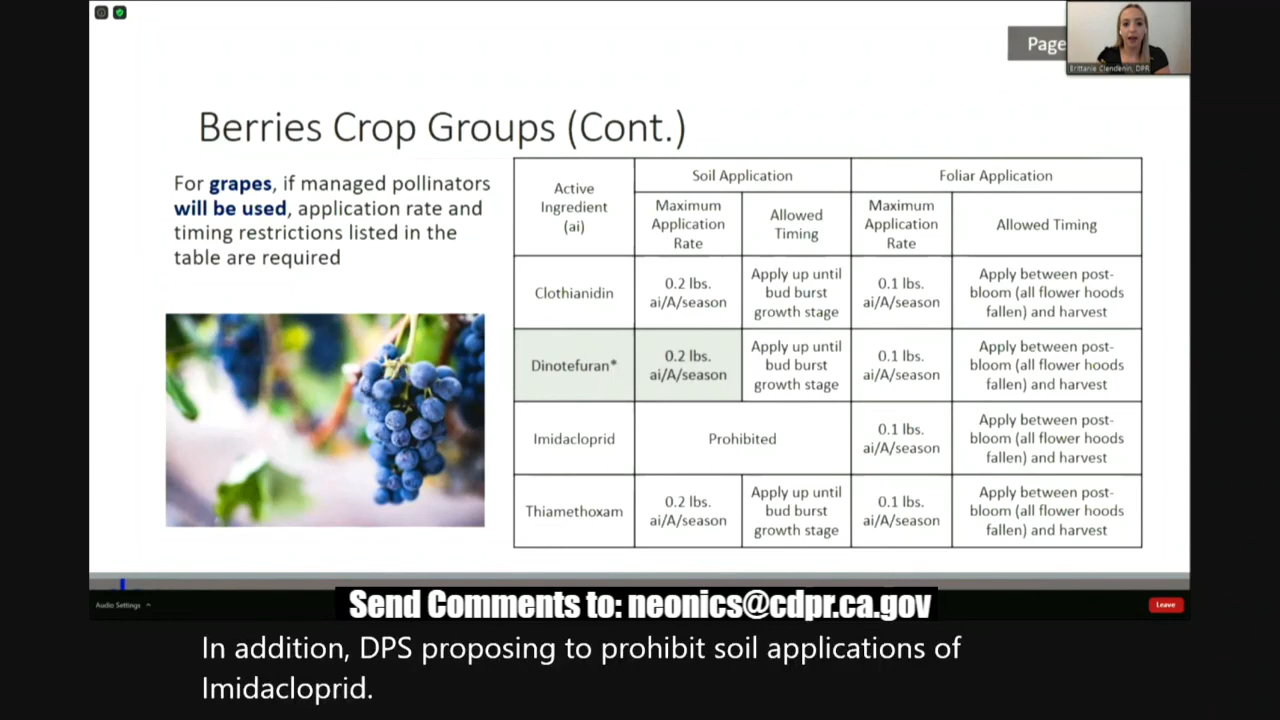 Page
Brittanie Clendenin, DPR
Berries Crop Groups (Cont.)
For grapes, if managed pollinators
will be used, application rate and
timing restrictions listed in the
table are required
Active
Ingredient
(ai)
Soil Application
Foliar Application
Maximum
Application
Rate
Allowed
Timing
Maximum
Application
Rate
Allowed Timing
Clothianidin
0.2 lbs.
ai/A/season
Apply up until
bud burst
growth stage
0.1 lbs.
ai/A/season
Apply between post-
bloom (all flower hoods
fallen) and harvest
Dinotefuran*
0.2 lbs.
ai/A/season
Apply up until
bud burst
growth stage
0.1 lbs.
ai/A/season
Apply between post-
bloom (all flower hoods
fallen) and harvest
Imidacloprid
Prohibited
0.1 lbs.
ai/A/season
Apply between post-
bloom (all flower hoods
fallen) and harvest
Thiamethoxam
0.2 lbs.
ai/A/season
Apply up until
bud burst
growth stage
0.1 lbs.
ai/A/season
Apply between post-
bloom (all flower hoods
fallen) and harvest
Audio Settings
Leave
Send Comments to: neonics@cdpr.ca.gov
In addition, DPS proposing to prohibit soil applications of
Imidacloprid.